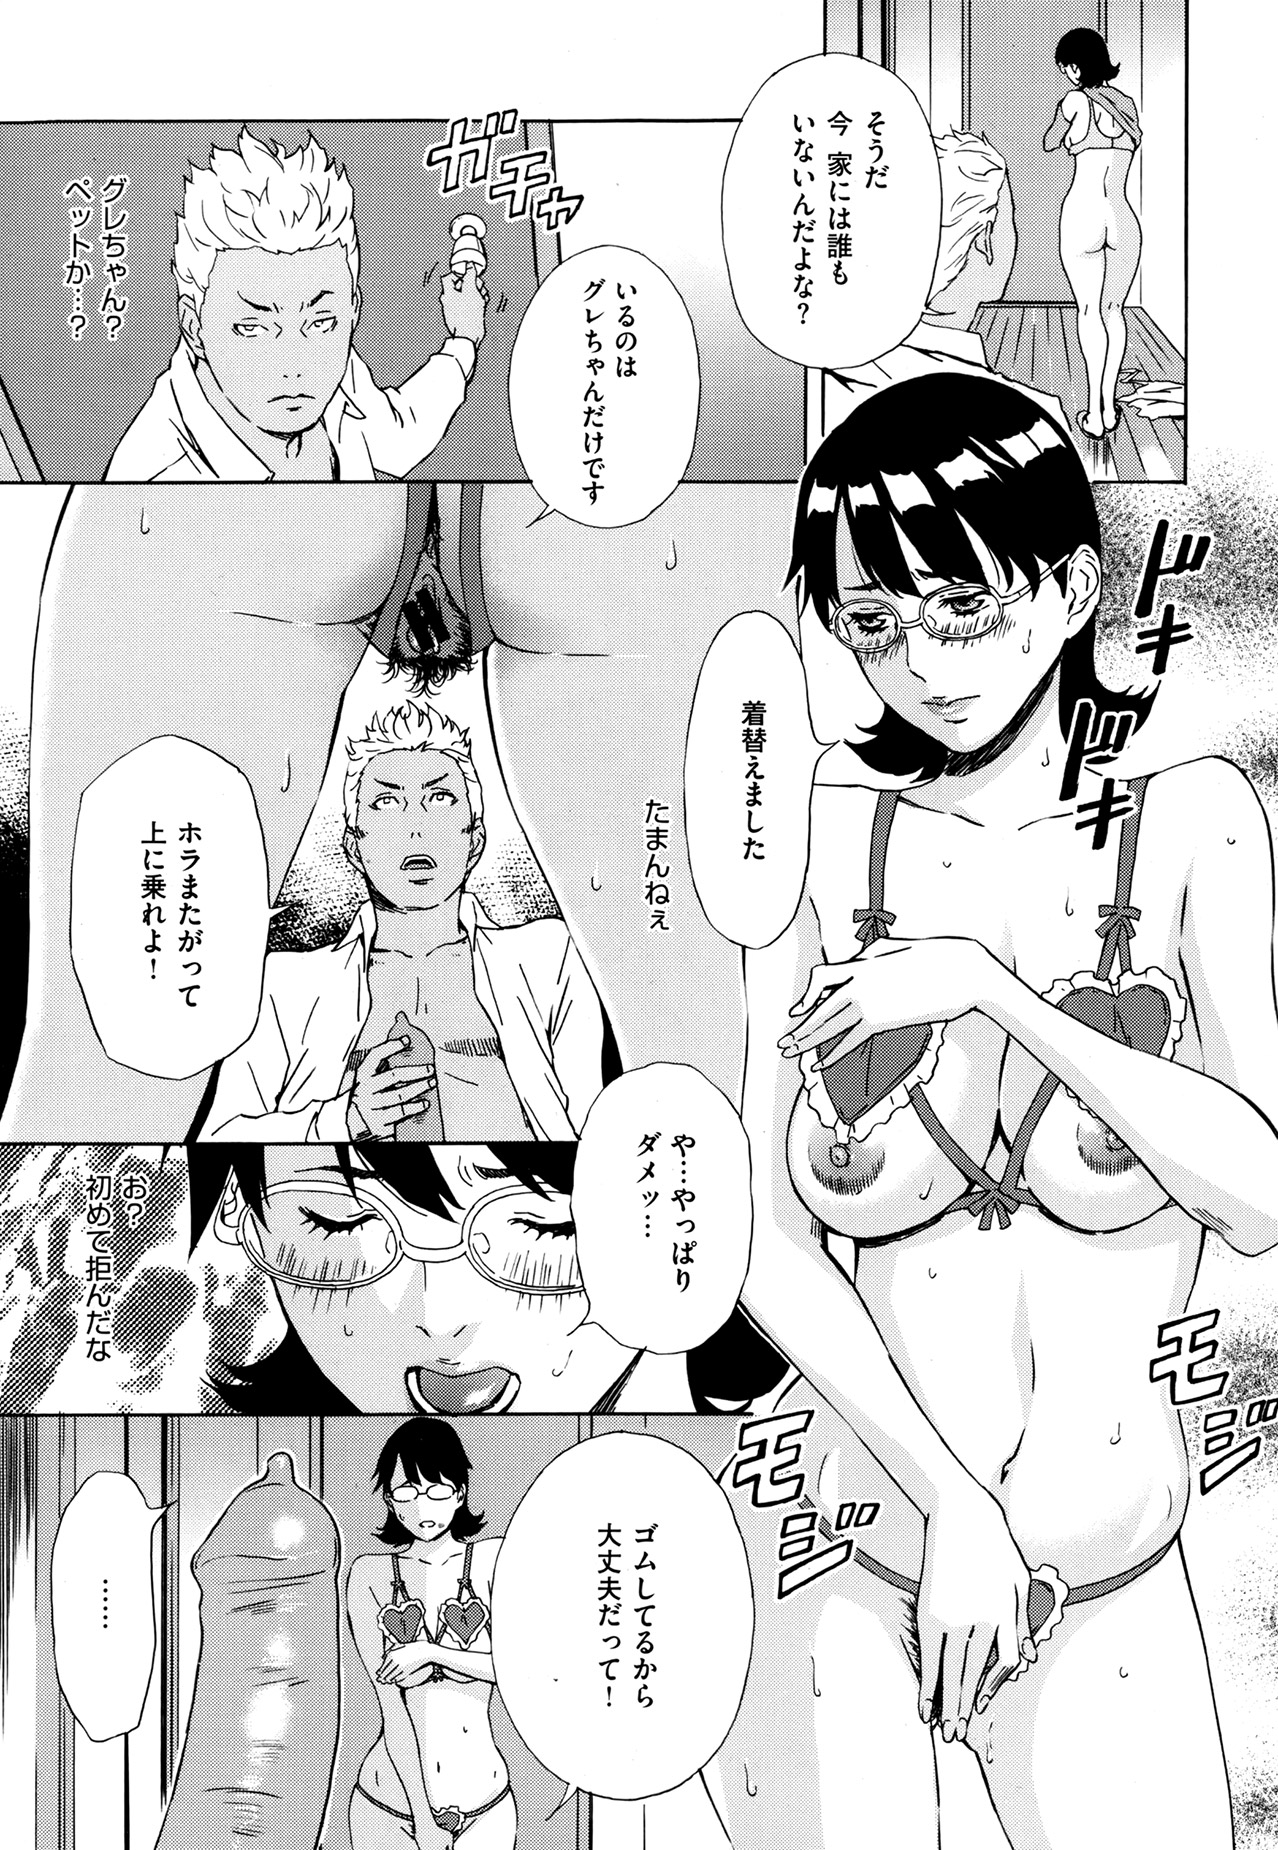 そうだ
今 家には誰も
いないんだよな？
ガチャ
いるのは
グレちゃんだけです
グレちゃん？
ペットか…？
ドキ
ドキ
着替えました
モジ
モジ
たまんねぇ
ホラまたがって
上に乗れよ！
や…やっぱり
ダメッ…
お？
初めて拒んだな
ゴムしてるから
大丈夫だって！
……